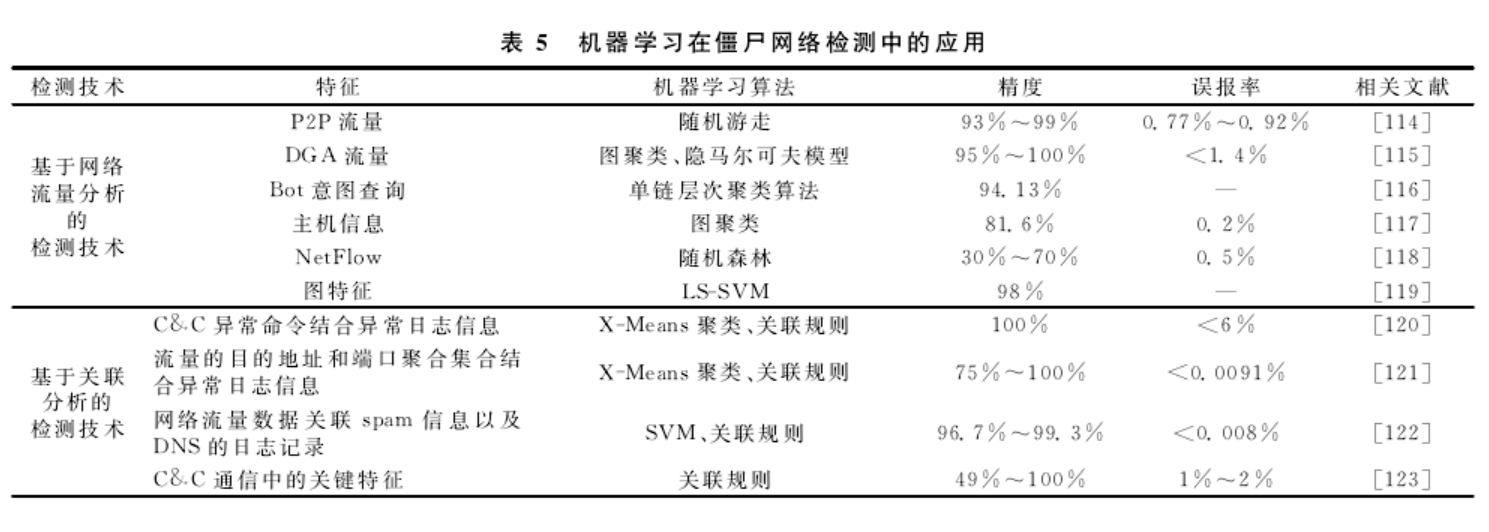 表 5 机器学习在僵尸网络检测中的应用
检测技术 特征 机器学习算法 精度 误报率 相关文献
基于网络
流量分析
的
检测技术
P2P 流量 随机游走 93%～99% 0.77%～0.92% [114]
DGA 流量 图聚类、隐马尔可夫模型 95%～100% <1.4% [115]
Bot 意图查询 单链层次聚类算法 94.13% — [116]
主机信息 图聚类 81.6% 0.2% [117]
NetFlow 随机森林 30%～70% 0.5% [118]
图特征 LS-SVM 98% — [119]
基于关联
分析的
检测技术
C&C 异常命令结合异常日志信息 X-Means 聚类、关联规则 100% <6% [120]
流量的目的地址和端口聚合集合结
合异常日志信息 X-Means 聚类、关联规则 75%～100% <0.0091% [121]
网络流量数据关联 spam 信息以及
DNS 的日志记录 SVM、关联规则 96.7%～99.3% <0.008% [122]
C&C 通信中的关键特征 关联规则 49%～100% 1%～2% [123]